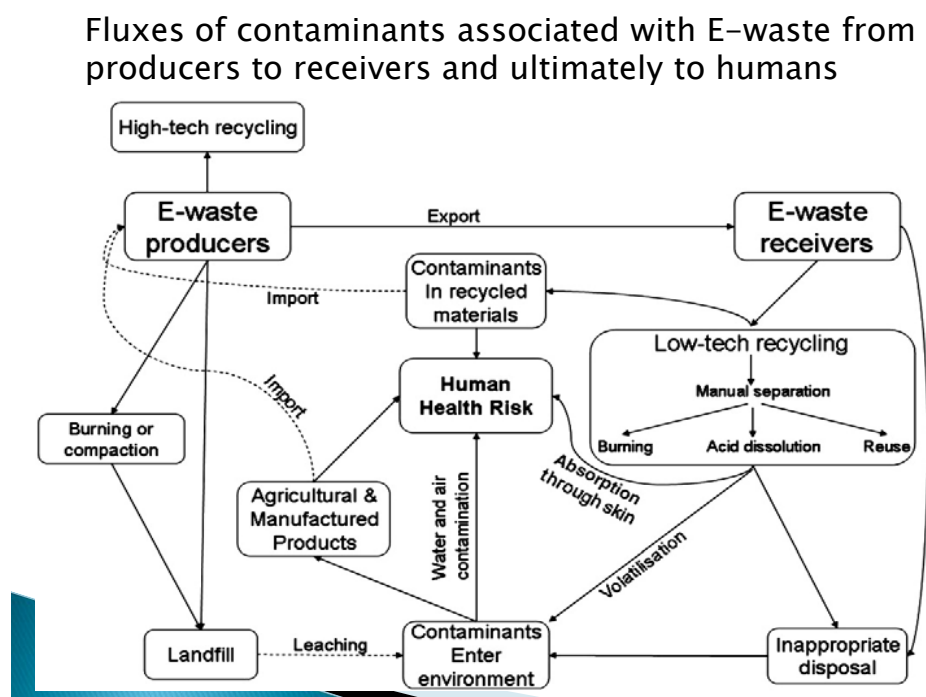 Fluxes of contaminants associated with E-waste from
producers to receivers and ultimately to humans
High-tech recycling
E-waste
producers
Export
E-waste
receivers
Contaminants
In recycled
materials
Import
Low-tech recycling
Manual separation
Burning
Acid dissolution
Reuse
Human
Health Risk
Import
Burning or
compaction
Absorption
through skin
Agricultural &
Manufactured
Products
Water and air
contamination
Volatilisation
Landfill
Leaching
Contaminants
Enter
environment
Inappropriate
disposal